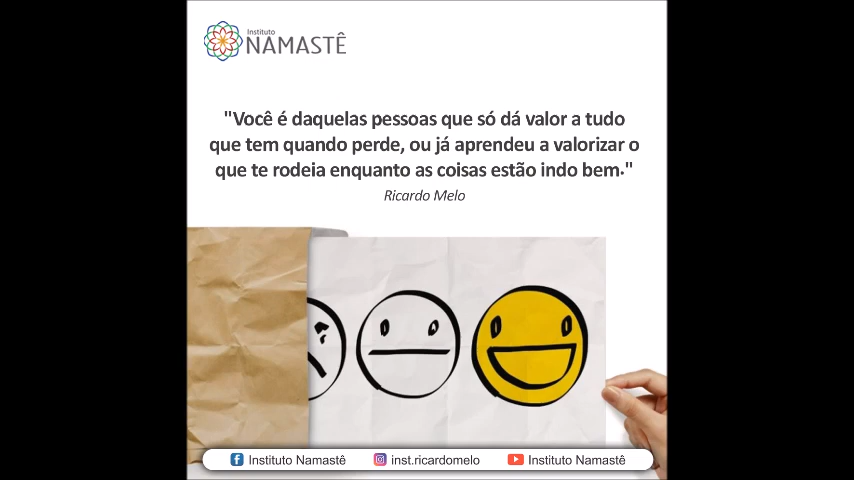 Instituto
NAMASTÊ
"Você é daquelas pessoas que só dá valor a tudo
que tem quando perde, ou já aprendeu a valorizar o
que te rodeia enquanto as coisas estão indo bem."
Ricardo Melo
Instituto Namastê inst.ricardomelo Instituto Namastê